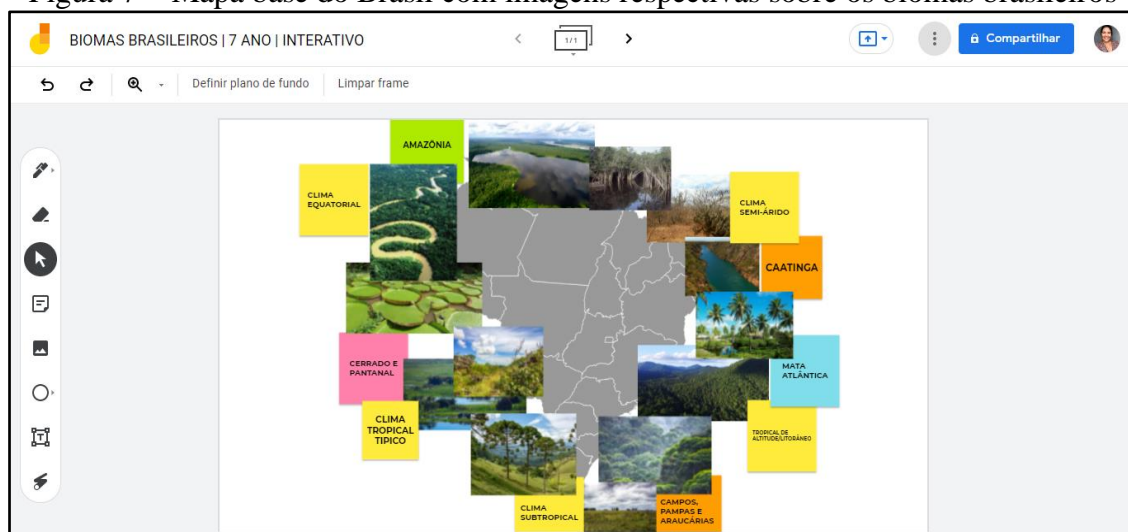 Figura 7 – Mapa base do Brasil com imagens respectivas sobre os biomas brasileiros
BIOMAS BRASILEIROS | 7 ANO | INTERATIVO
1/1
Compartilhar
Definir plano de fundo
Limpar frame
AMAZÔNIA
CLIMA
EQUATORIAL
CLIMA
SEMI-ÁRIDO
CAATINGA
CERRADO E
PANTANAL
MATA
ATLÂNTICA
CLIMA
TROPICAL
TIPICO
TROPICAL DE
ALTITUDE/LITORÂNEO
CLIMA
SUBTROPICAL
CAMPOS,
PAMPAS E
ARAUCÁRIAS